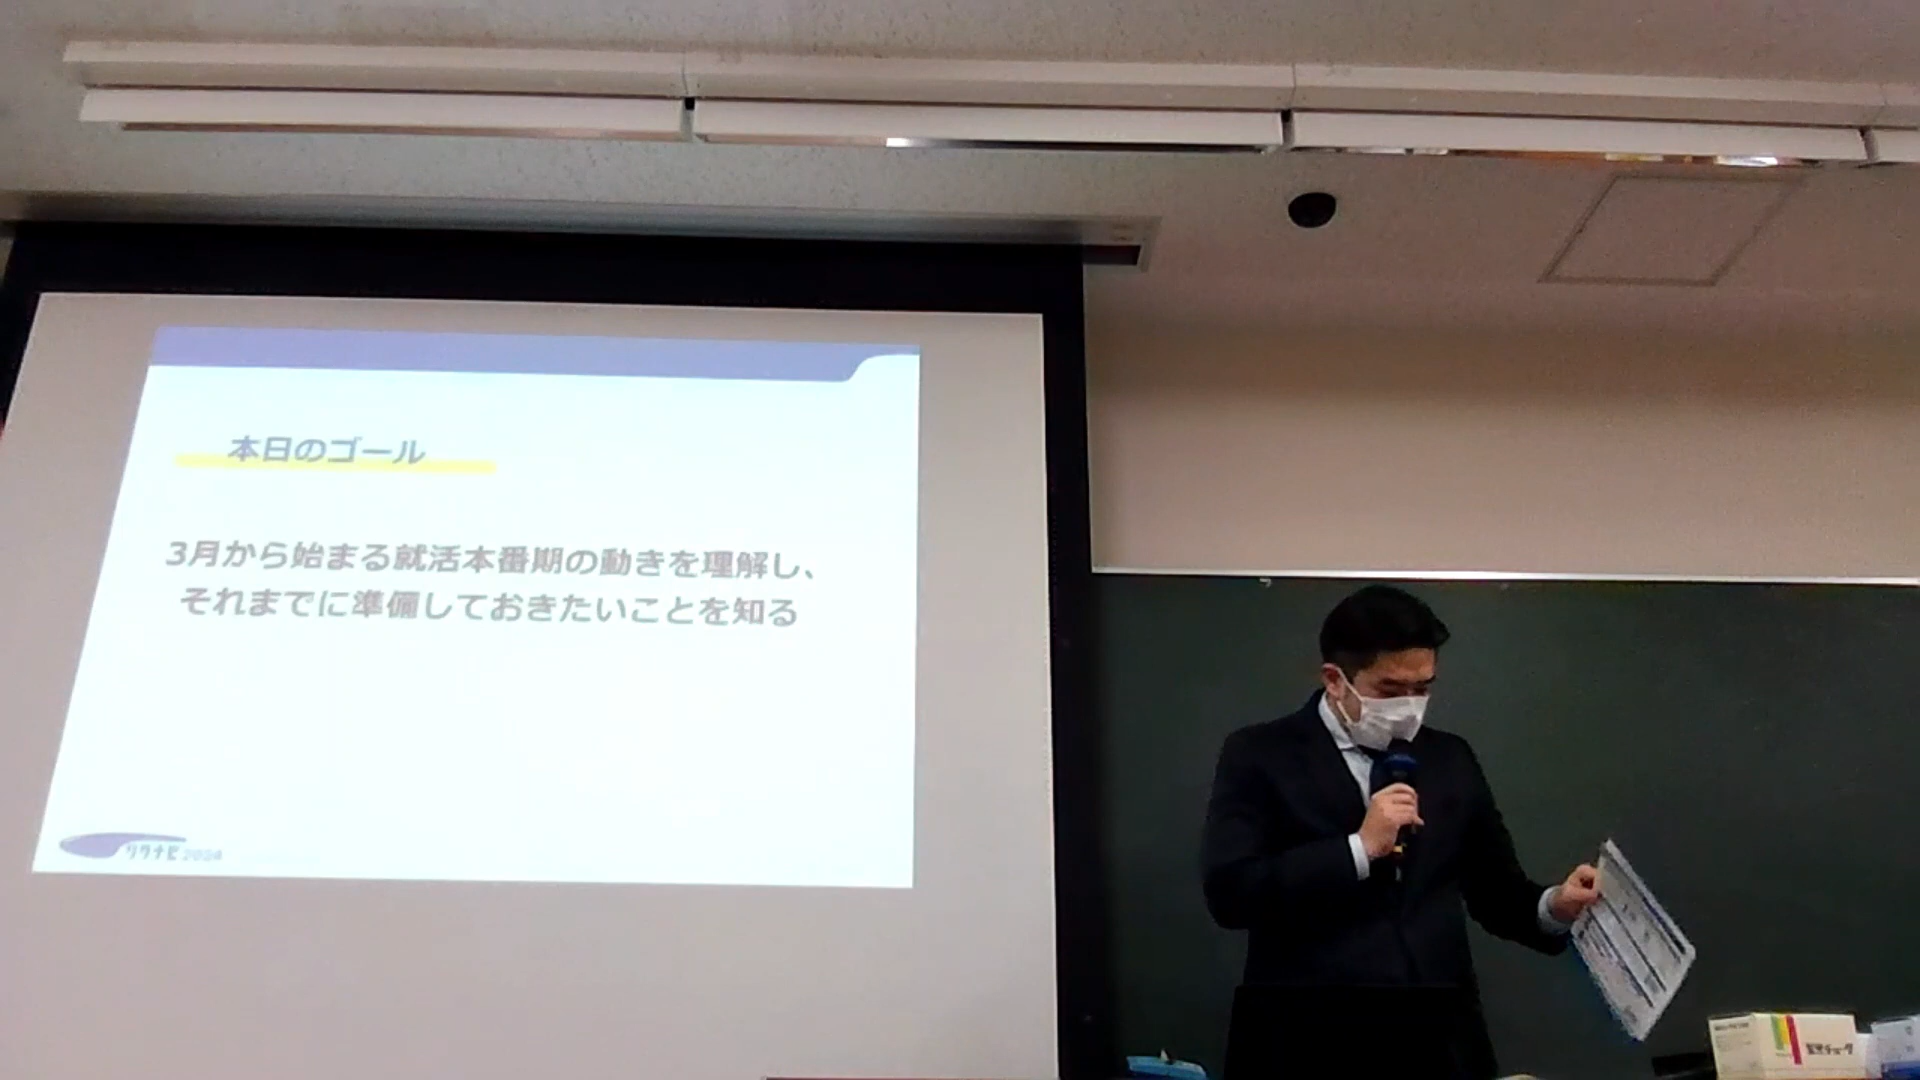 本日のゴール
3月から始まる就活本番期の動きを理解し、
それまでに準備しておきたいことを知る
リクナビ2024